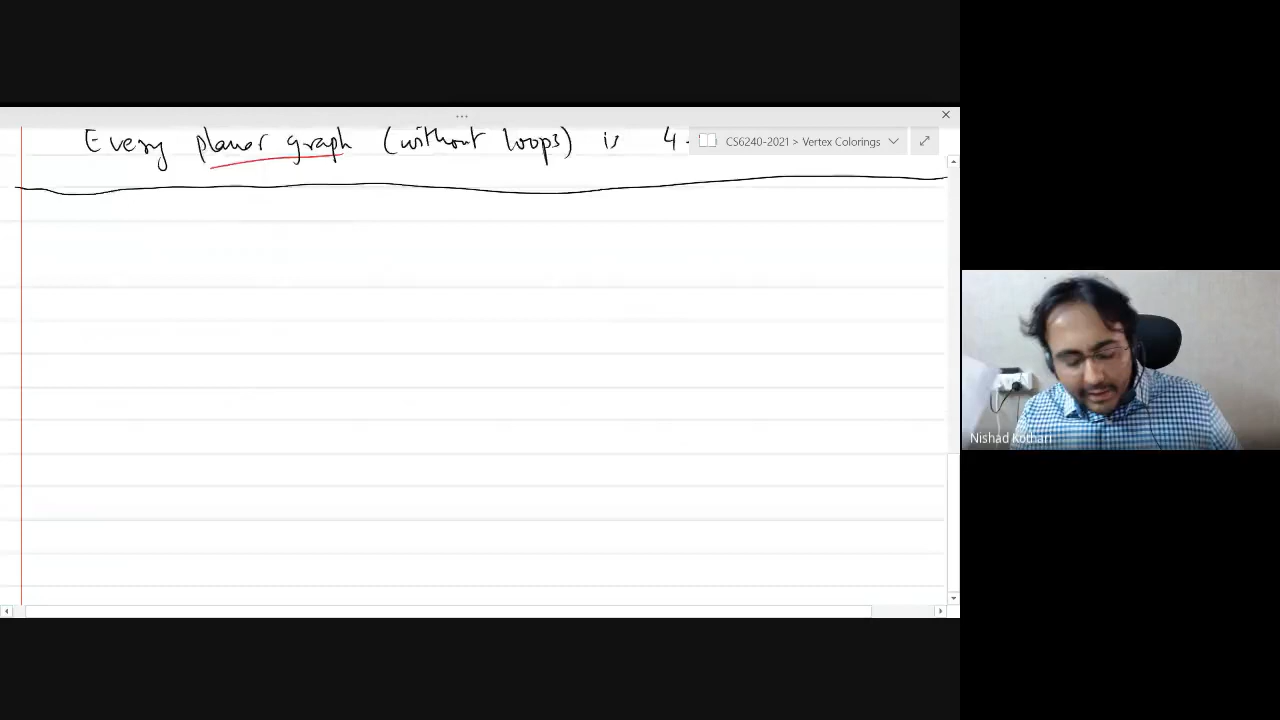 Every planar graph (without loops) is 4-
CS6240-2021 > Vertex Colorings
Nishad Kothari